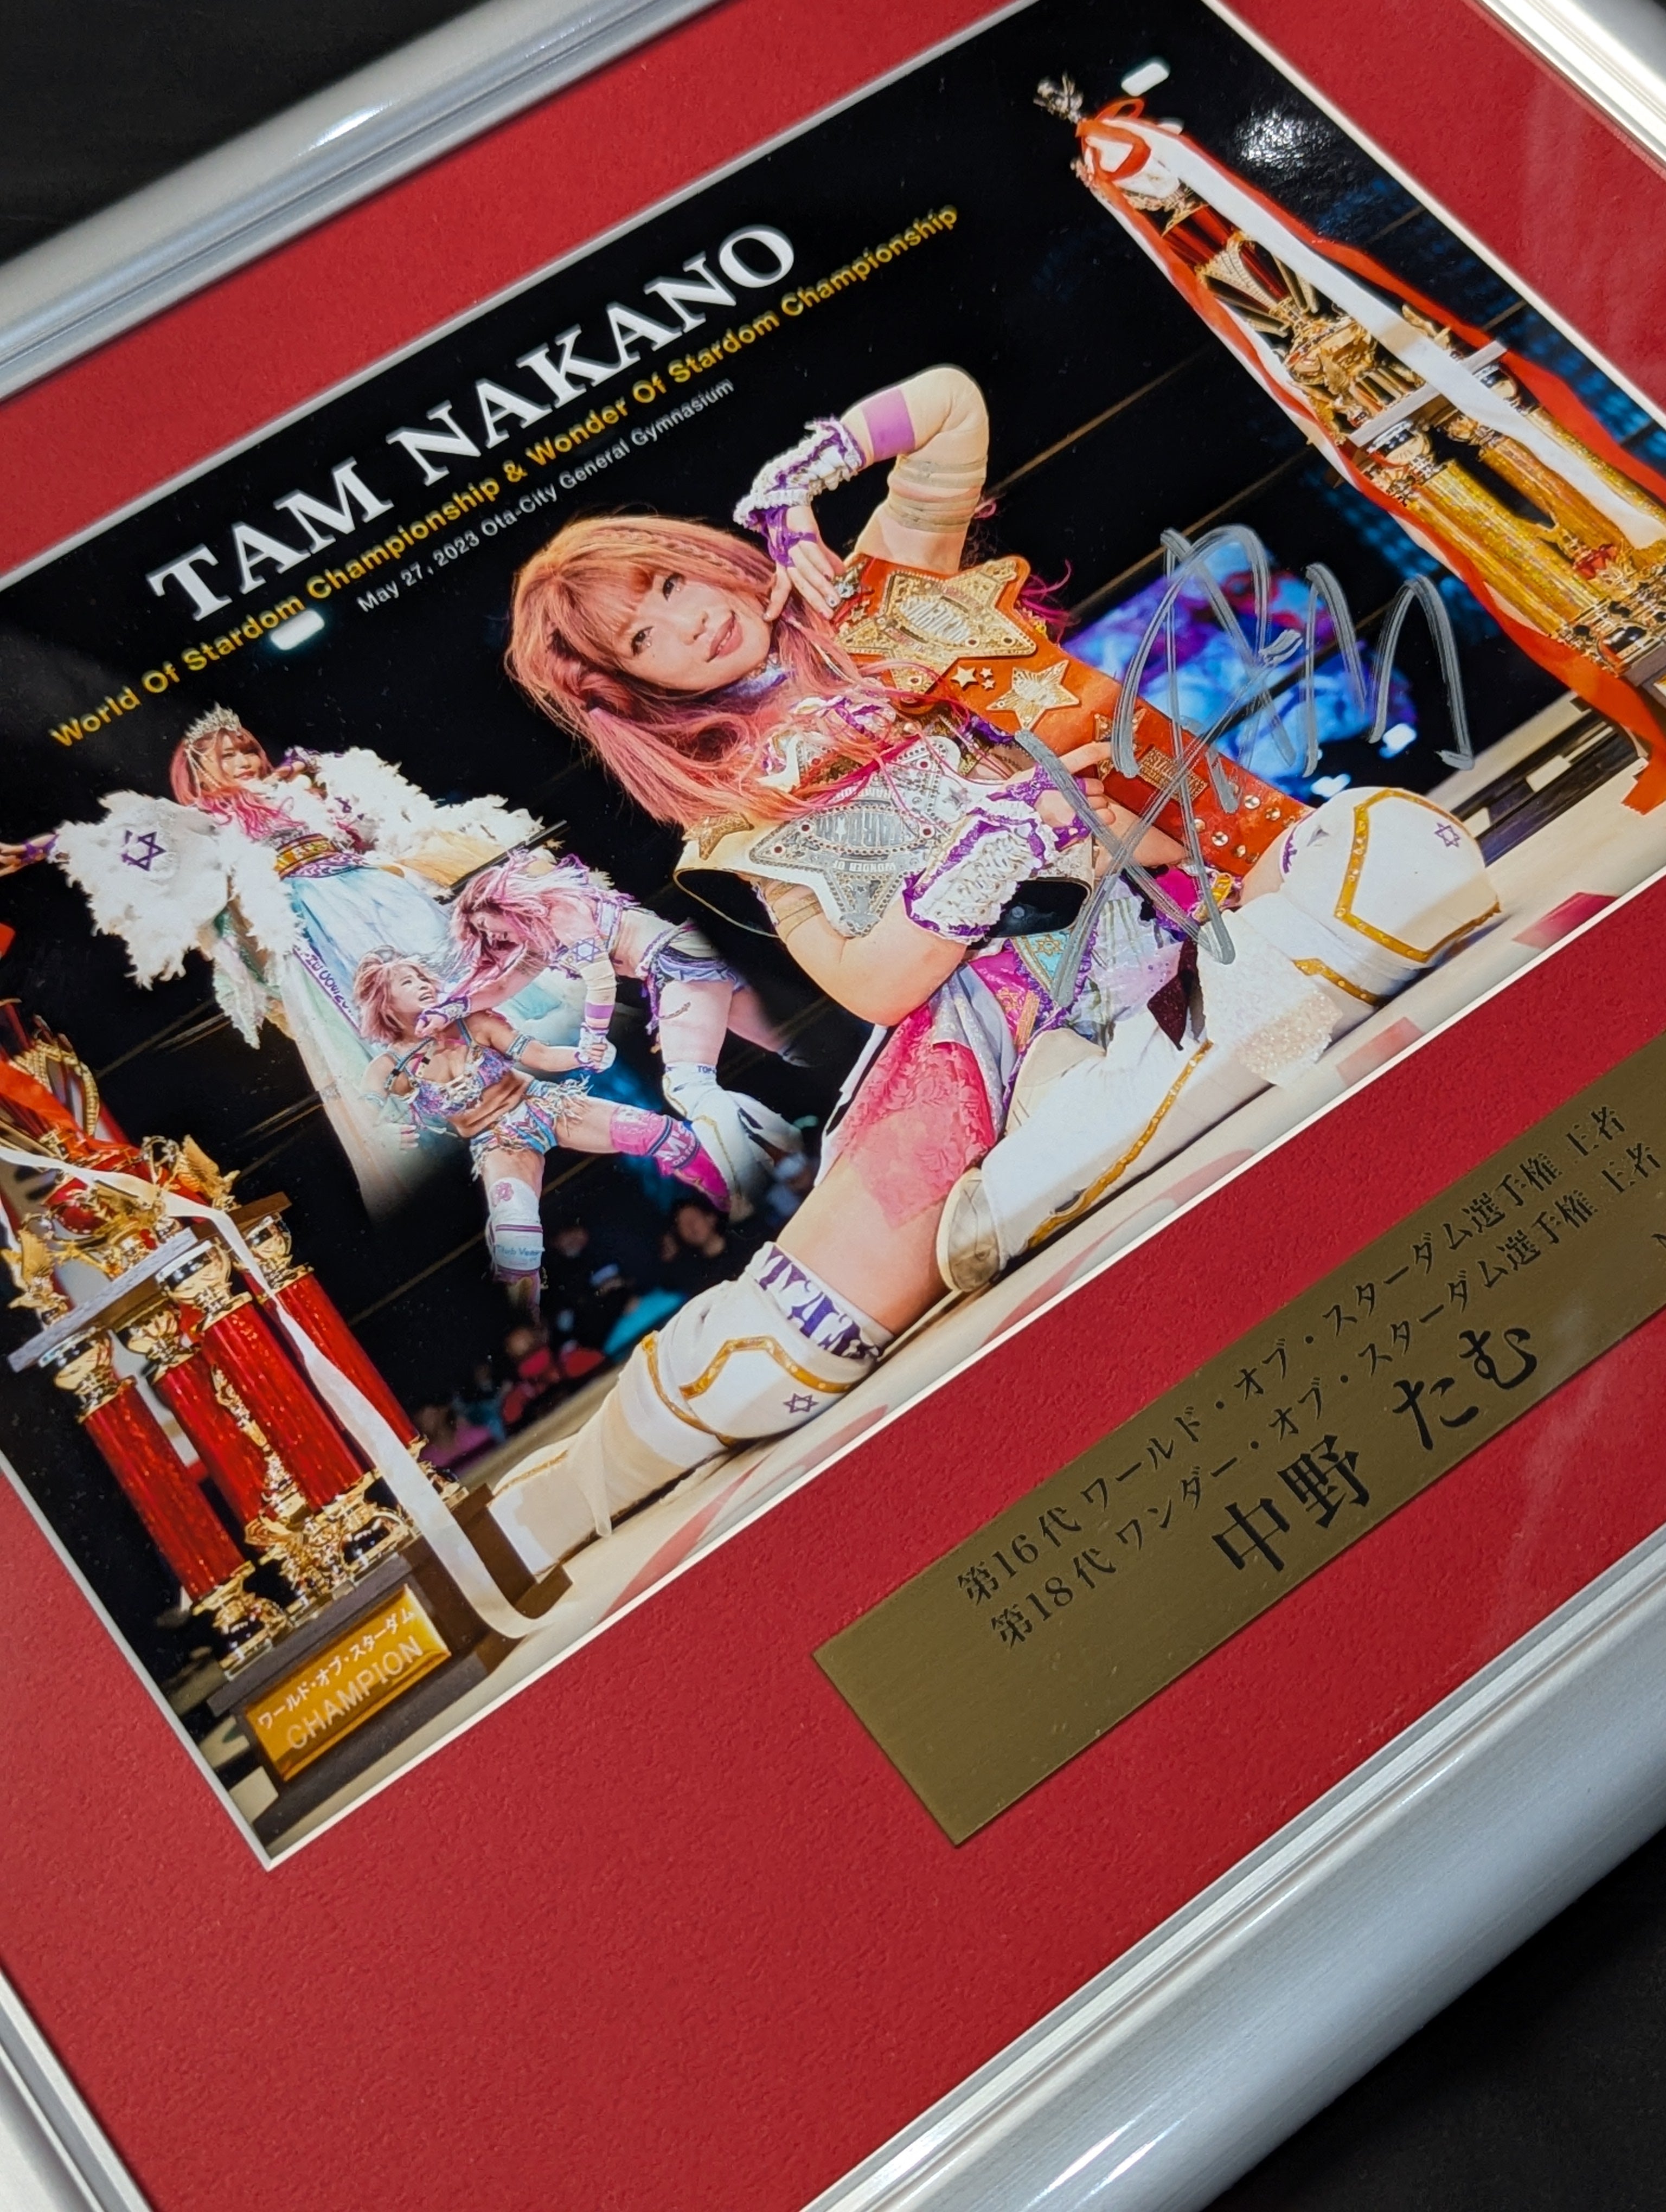 TAM NAKANO
World Of Stardom Championship & Wonder Of Stardom Championship
May 27, 2023 Ota-City General Gymnasium
TAM
ワールド・オブ・スターダム
CHAMPION
第16代 ワールド・オブ・スターダム選手権 王者
第18代 ワンダー・オブ・スターダム選手権 王者
中野 たむ